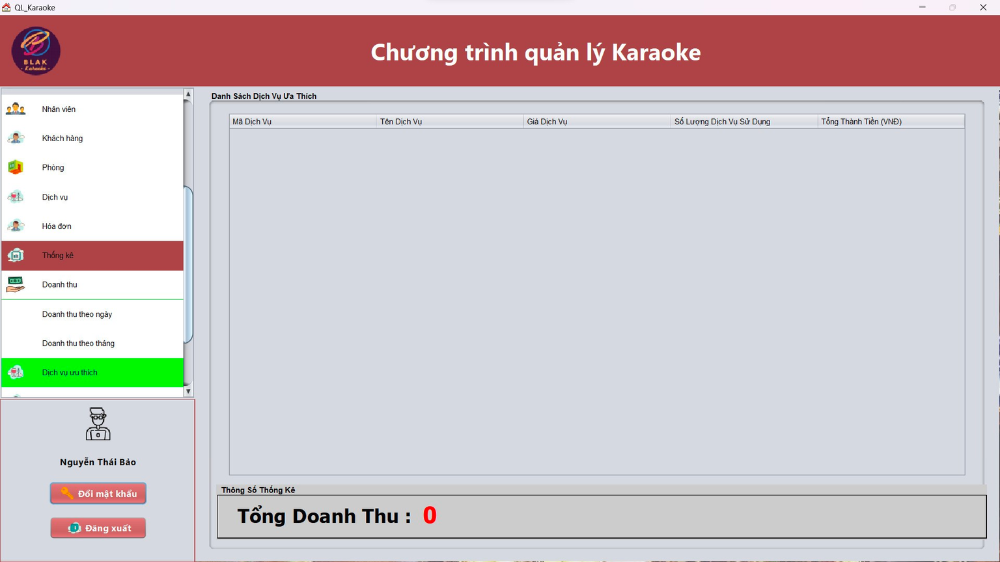 QL_Karaoke
BLAK
Karaoke
Chương trình quản lý Karaoke
Nhân viên
Khách hàng
Phòng
Dịch vụ
Hóa đơn
Thống kê
Doanh thu
Doanh thu theo ngày
Doanh thu theo tháng
Dịch vụ ưu thích
Nguyễn Thái Bảo
Đổi mật khẩu
Đăng xuất
Danh Sách Dịch Vụ Ưa Thích
Mã Dịch Vụ Tên Dịch Vụ Giá Dịch Vụ Số Lượng Dịch Vụ Sử Dụng Tổng Thành Tiền (VNĐ)
Thông Số Thống Kê
Tổng Doanh Thu : 0